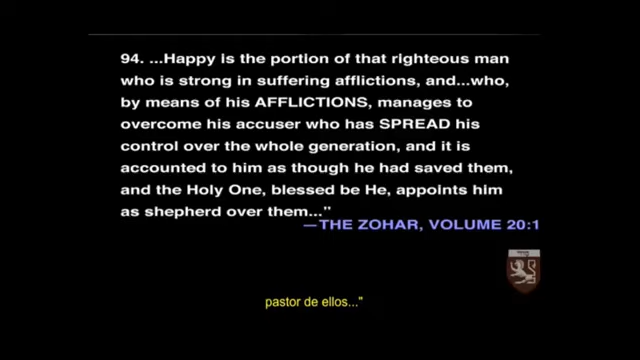 94. ...Happy is the portion of that righteous man
who is strong in suffering afflictions, and...who,
by means of his AFFLICTIONS, manages to
overcome his accuser who has SPREAD his
control over the whole generation, and it is
accounted to him as though he had saved them,
and the Holy One, blessed be He, appoints him
as shepherd over them..."
—THE ZOHAR, VOLUME 20:1
pastor de ellos..."